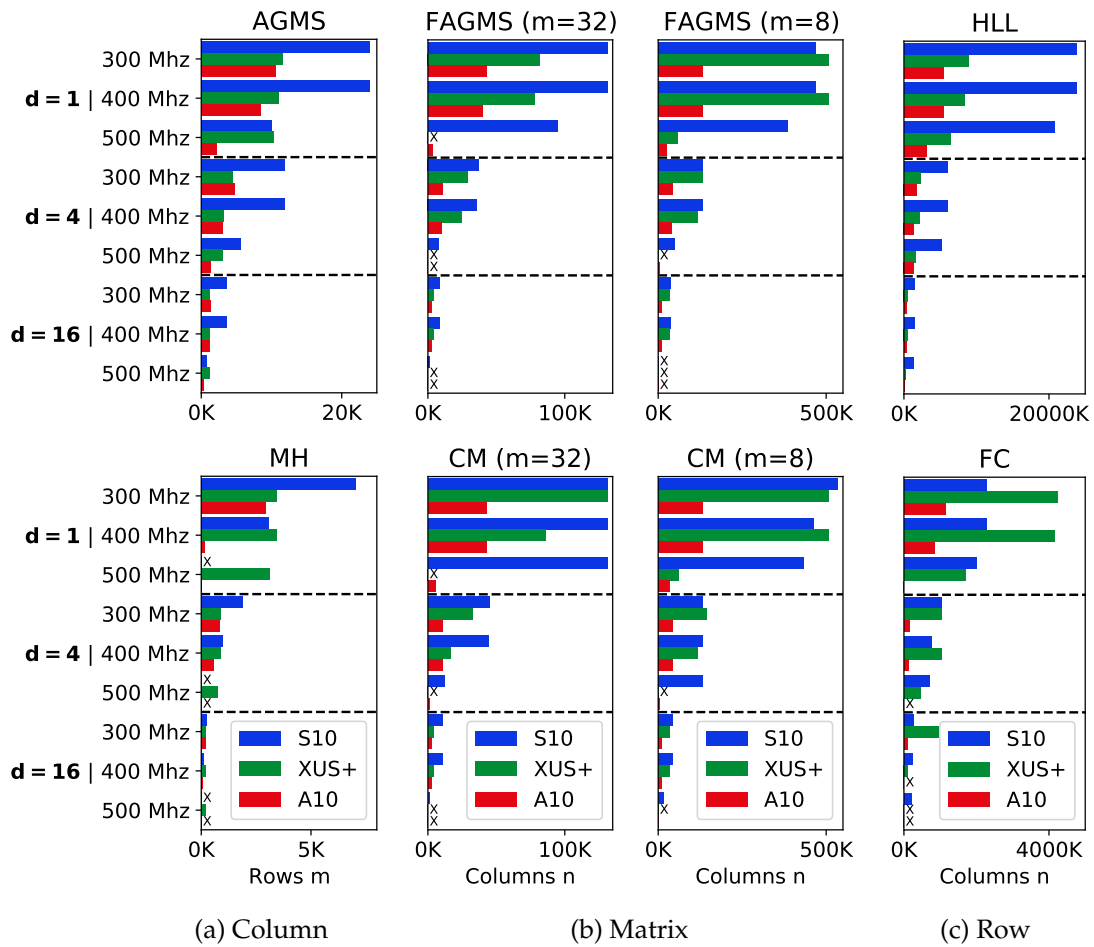 AGMS FAGMS (m=32) FAGMS (m=8) HLL
300 Mhz
d = 1 | 400 Mhz
500 Mhz
x
300 Mhz
d = 4 | 400 Mhz
500 Mhz
x x
x
300 Mhz
d = 16 | 400 Mhz
500 Mhz
x
x x
x x
0K 20K 0K 100K 0K 500K 0K 20000K
MH CM (m=32) CM (m=8) FC
300 Mhz
d = 1 | 400 Mhz
x
500 Mhz
x
300 Mhz
d = 4 | 400 Mhz
x
500 Mhz
x x
x x
300 Mhz
d = 16 | 400 Mhz
x
500 Mhz
x
x x x
x x x
S10 S10 S10 S10
XUS+ XUS+ XUS+ XUS+
A10 A10 A10 A10
0K 5K 0K 100K 0K 500K 0K 4000K
Rows m Columns n Columns n Columns n
(a) Column (b) Matrix (c) Row